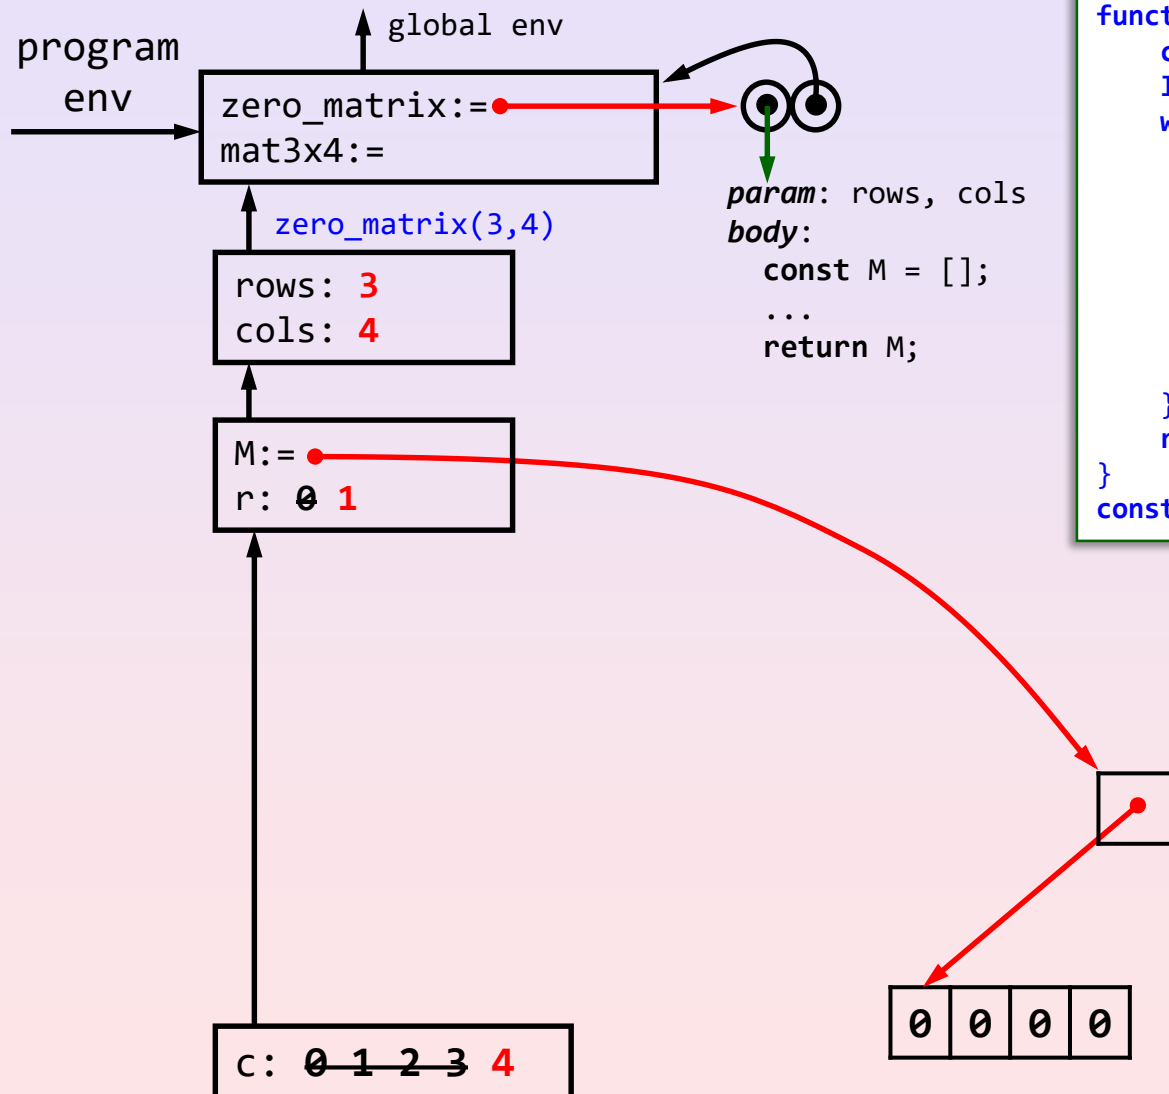 global env
program
env
zero_matrix:=
mat3x4:=
zero_matrix(3,4)
rows: 3
cols: 4
param: rows, cols
body:
const M = [];
...
return M;
M:=
r: 0 1
0 0 0 0
c: 0 1 2 3 4
}
}
const